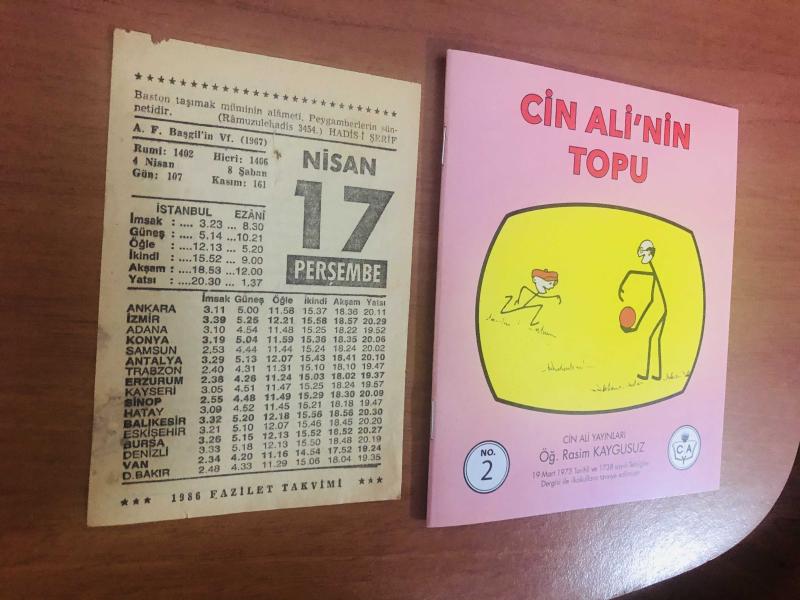 Baston taşımak müminin alâmeti, Peygamberlerin sün-
netidir. (Râmuzulehadis 3454.) HADİS-İ ŞERİF
A. F. Başgil'in Vf. (1967)
Rumi: 1402 Hicri: 1406
4 Nisan 8 Şaban
Gün: 107 Kasım: 161
NİSAN
17
PERŞEMBE
İSTANBUL EZÂNİ
İmsak : .... 3.23 ... 8.30
Güneş : .... 5.14 ...10.21
Öğle : ....12.13 ... 5.20
İkindi : ....15.52 ... 9.00
Akşam : ....18.53 ...12.00
Yatsı : ....20.30 ... 1.37
İmsak Güneş Öğle İkindi Akşam Yatsı
ANKARA 3.11 5.00 11.58 15.37 18.36 20.11
İZMİR 3.39 5.25 12.21 15.58 18.57 20.29
ADANA 3.10 4.54 11.48 15.25 18.22 19.52
KONYA 3.19 5.04 11.59 15.36 18.35 20.06
SAMSUN 2.53 4.44 11.44 15.24 18.24 20.02
ANTALYA 3.29 5.13 12.07 15.43 18.41 20.10
TRABZON 2.40 4.31 11.31 15.10 18.10 19.47
ERZURUM 2.38 4.26 11.24 15.03 18.02 19.37
KAYSERİ 3.05 4.51 11.47 15.25 18.24 19.57
SİNOP 2.55 4.48 11.49 15.29 18.30 20.09
HATAY 3.09 4.52 11.45 15.21 18.18 19.47
BALIKESİR 3.32 5.20 12.18 15.56 18.56 20.30
ESKİŞEHİR 3.21 5.10 12.07 15.46 18.45 20.20
BURSA 3.26 5.15 12.13 15.52 18.52 20.27
DENİZLİ 3.33 5.18 12.13 15.50 18.48 20.19
VAN 2.34 4.20 11.16 14.54 17.52 19.24
D.BAKIR 2.48 4.33 11.29 15.06 18.04 19.35
1986 FAZİLET TAKVİMİ
CİN ALİ'NİN
TOPU
NO.
2
CİN ALİ YAYINLARI
Öğ. Rasim KAYGUSUZ
19 Mart 1973 Tarihli ve 1738 sayılı Tebliğler
Dergisi ile ilkokullara tavsiye edilmiştir
ÇA